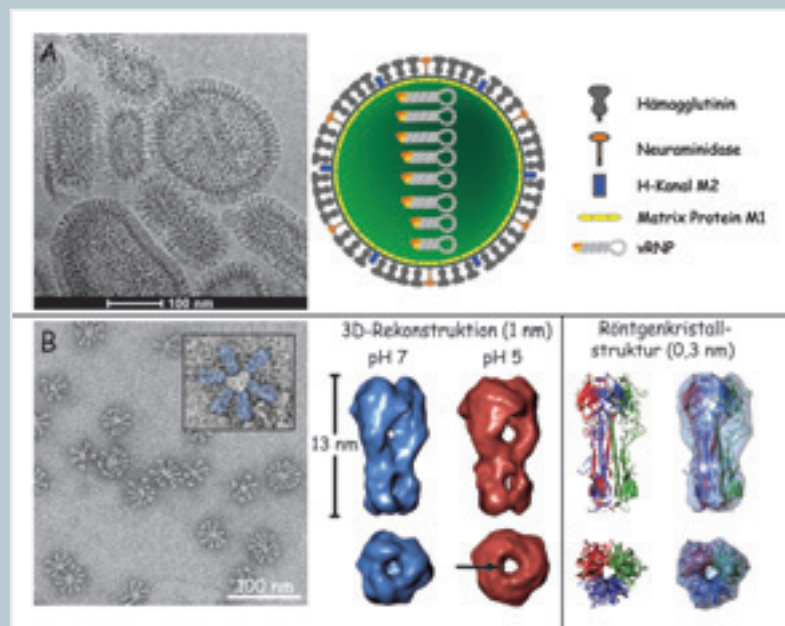 A
100 nm
Hämagglutinin
Neuraminidase
H-Kanal M2
Matrix Protein M1
vRNP
B
100 nm
3D-Rekonstruktion (1 nm)
pH 7
pH 5
13 nm
Röntgenkristall-
struktur (0,3 nm)